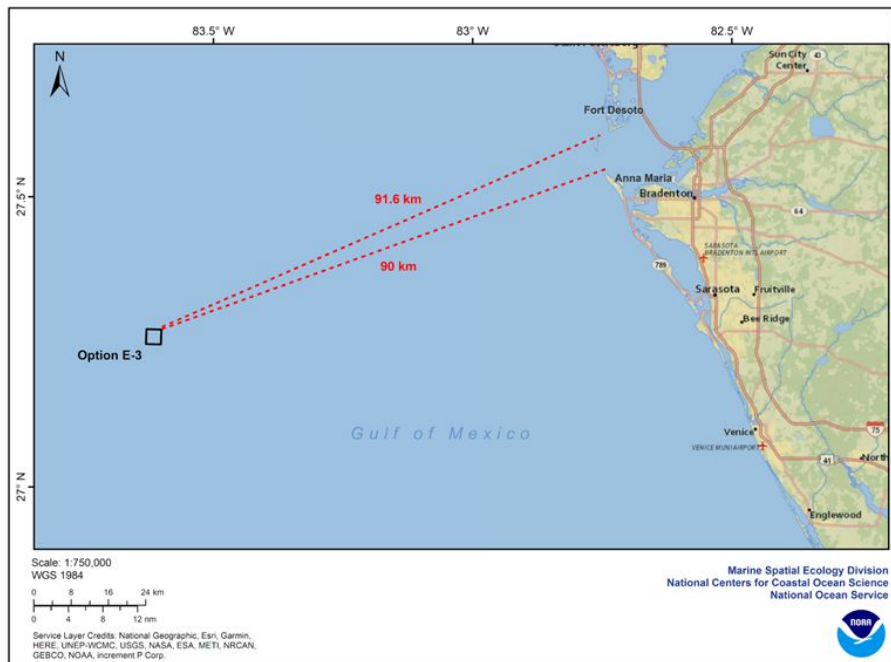 83.5° W
83° W
82.5° W
N
Sun City
Center
43
Fort Desoto
27.5° N
91.6 km
Anna Maria
Bradenton
64
90 km
SARASOTA
BRADENTON INTL AIRPORT
789
Sarasota
Fruitville
Bee Ridge
Option E-3
Gulf of Mexico
Venice
75
VENICE MUNI AIRPORT
41
North
27° N
Englewood
Scale: 1:750,000
WGS 1984
0 8 16 24 km
0 4 8 12 nm
Service Layer Credits: National Geographic, Esri, Garmin,
HERE, UNEP-WCMC, USGS, NASA, ESA, METI, NRCAN,
GEBCO, NOAA, increment P Corp.
Marine Spatial Ecology Division
National Centers for Coastal Ocean Science
National Ocean Service
NOAA